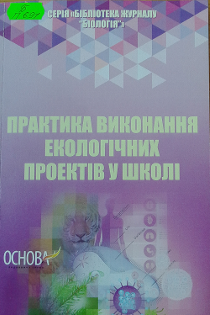 СЕРІЯ «БІБЛІОТЕКА ЖУРНАЛУ
"БІОЛОГІЯ"»
ПРАКТИКА ВИКОНАННЯ
ЕКОЛОГІЧНИХ
ПРОЕКТІВ У ШКОЛІ
ОСНОВА